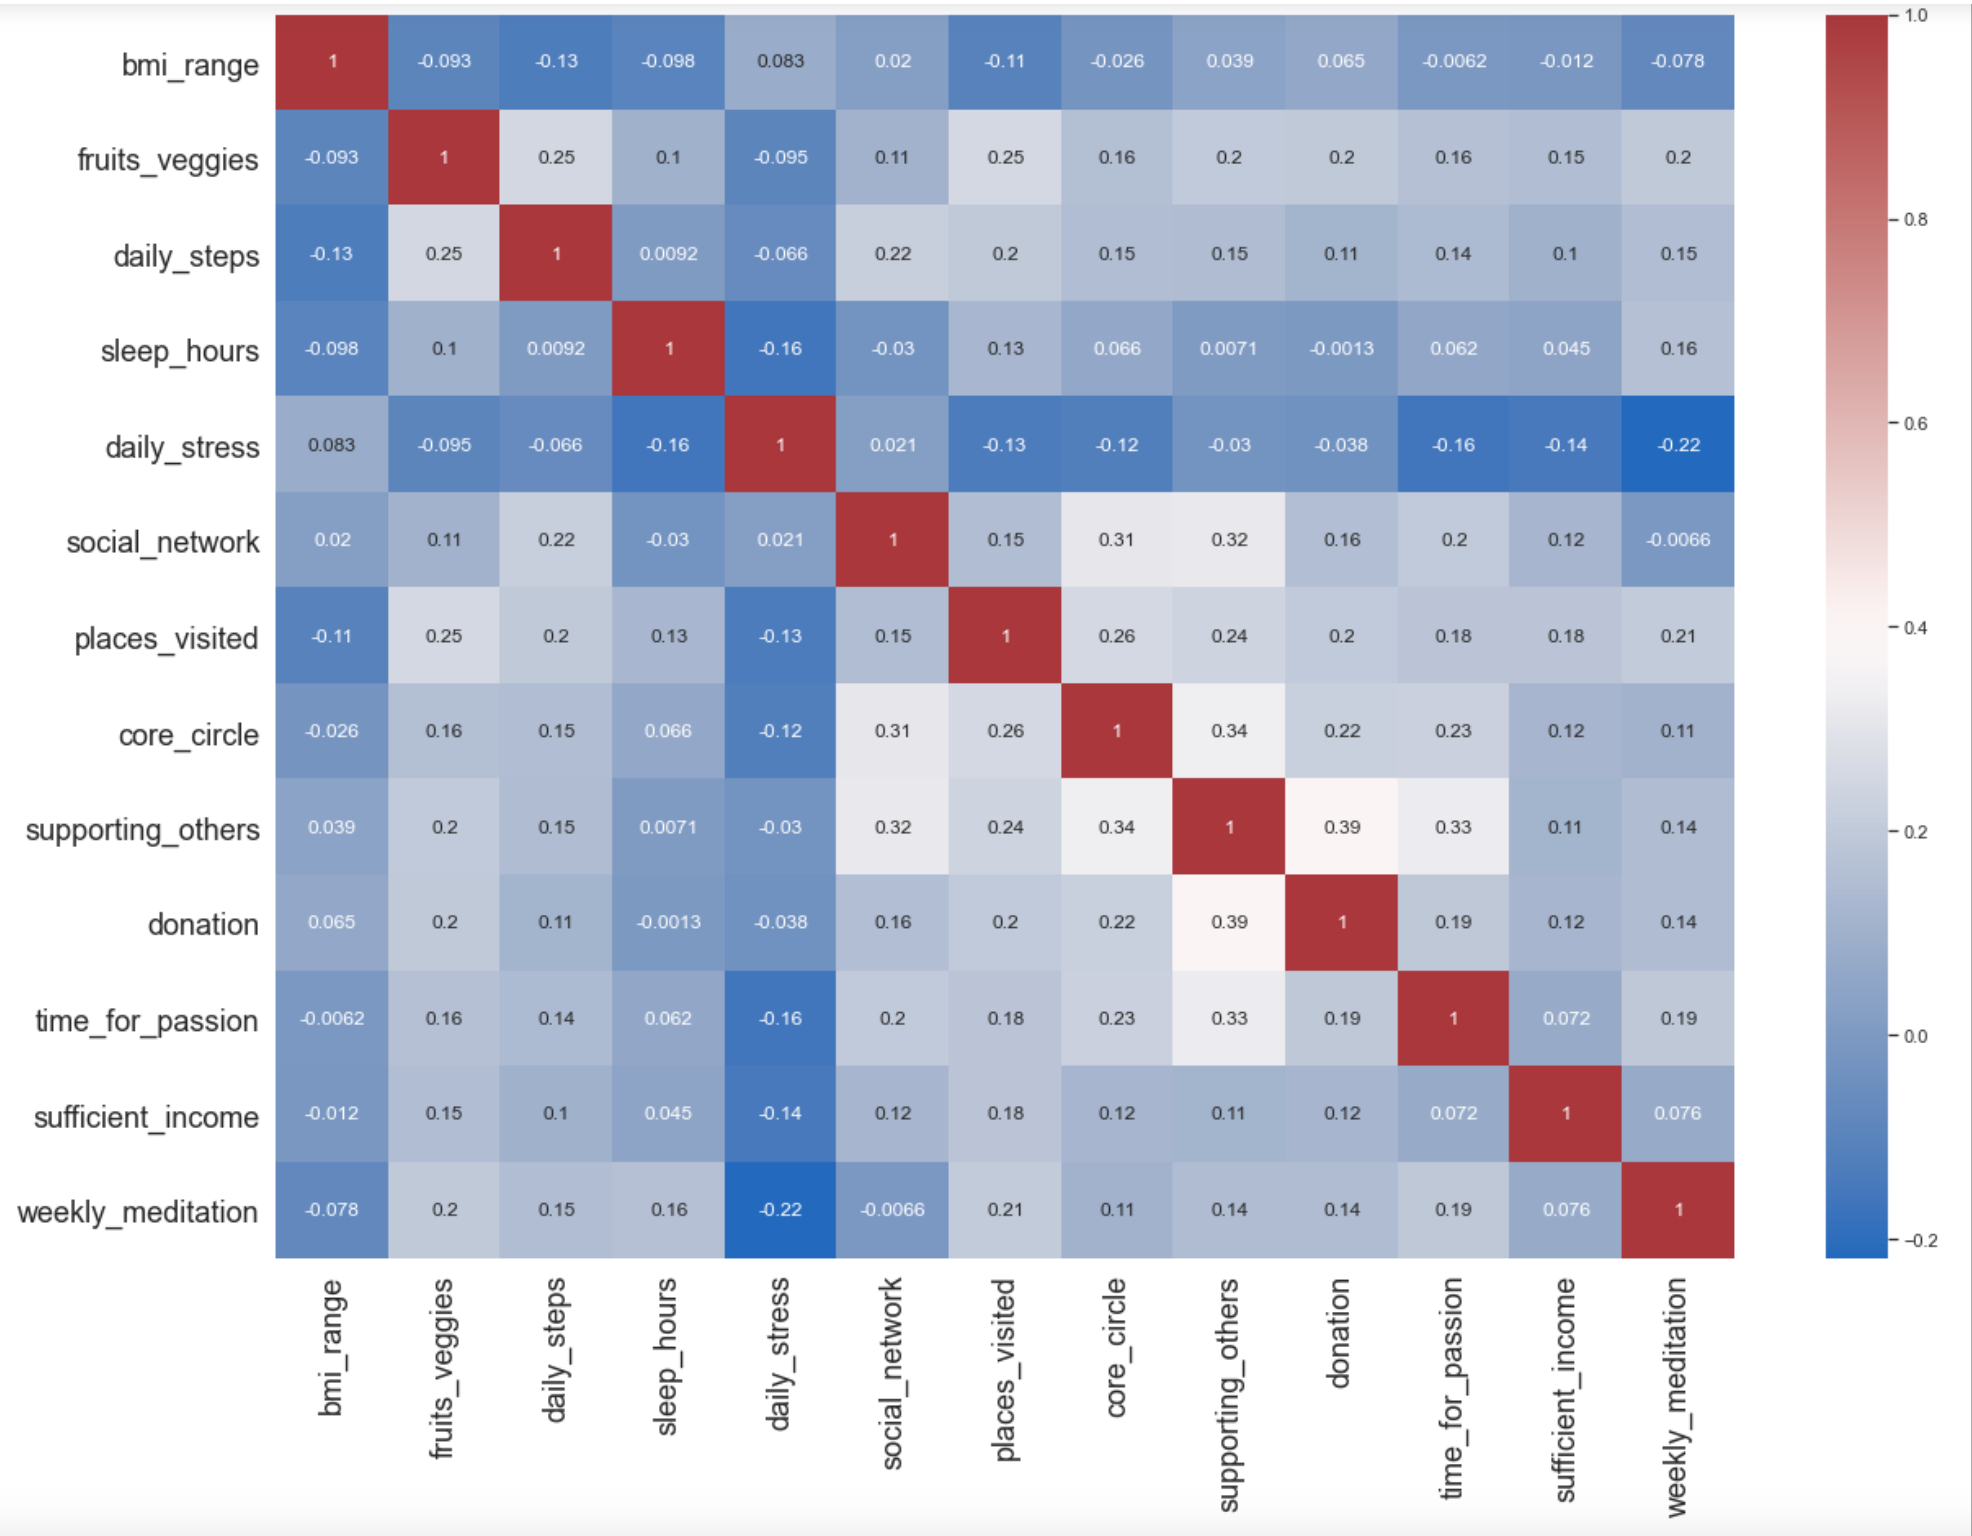 bmi_range 1 -0.093 -0.13 -0.098 0.083 0.02 -0.11 -0.026 0.039 0.065 -0.0062 -0.012 -0.078
fruits_veggies -0.093 1 0.25 0.1 -0.095 0.11 0.25 0.16 0.2 0.2 0.16 0.15 0.2
daily_steps -0.13 0.25 1 0.0092 -0.066 0.22 0.2 0.15 0.15 0.11 0.14 0.1 0.15
sleep_hours -0.098 0.1 0.0092 1 -0.16 -0.03 0.13 0.066 0.0071 -0.0013 0.062 0.045 0.16
daily_stress 0.083 -0.095 -0.066 -0.16 1 0.021 -0.13 -0.12 -0.03 -0.038 -0.16 -0.14 -0.22
social_network 0.02 0.11 0.22 -0.03 0.021 1 0.15 0.31 0.32 0.16 0.2 0.12 -0.0066
places_visited -0.11 0.25 0.2 0.13 -0.13 0.15 1 0.26 0.24 0.2 0.18 0.18 0.21
core_circle -0.026 0.16 0.15 0.066 -0.12 0.31 0.26 1 0.34 0.22 0.23 0.12 0.11
supporting_others 0.039 0.2 0.15 0.0071 -0.03 0.32 0.24 0.34 1 0.39 0.33 0.11 0.14
donation 0.065 0.2 0.11 -0.0013 -0.038 0.16 0.2 0.22 0.39 1 0.19 0.12 0.14
time_for_passion -0.0062 0.16 0.14 0.062 -0.16 0.2 0.18 0.23 0.33 0.19 1 0.072 0.19
sufficient_income -0.012 0.15 0.1 0.045 -0.14 0.12 0.18 0.12 0.11 0.12 0.072 1 0.076
weekly_meditation -0.078 0.2 0.15 0.16 -0.22 -0.0066 0.21 0.11 0.14 0.14 0.19 0.076 1
bmi_range
fruits_veggies
daily_steps
sleep_hours
daily_stress
social_network
places_visited
core_circle
supporting_others
donation
time_for_passion
sufficient_income
weekly_meditation
1.0
0.8
0.6
0.4
0.2
0.0
−0.2